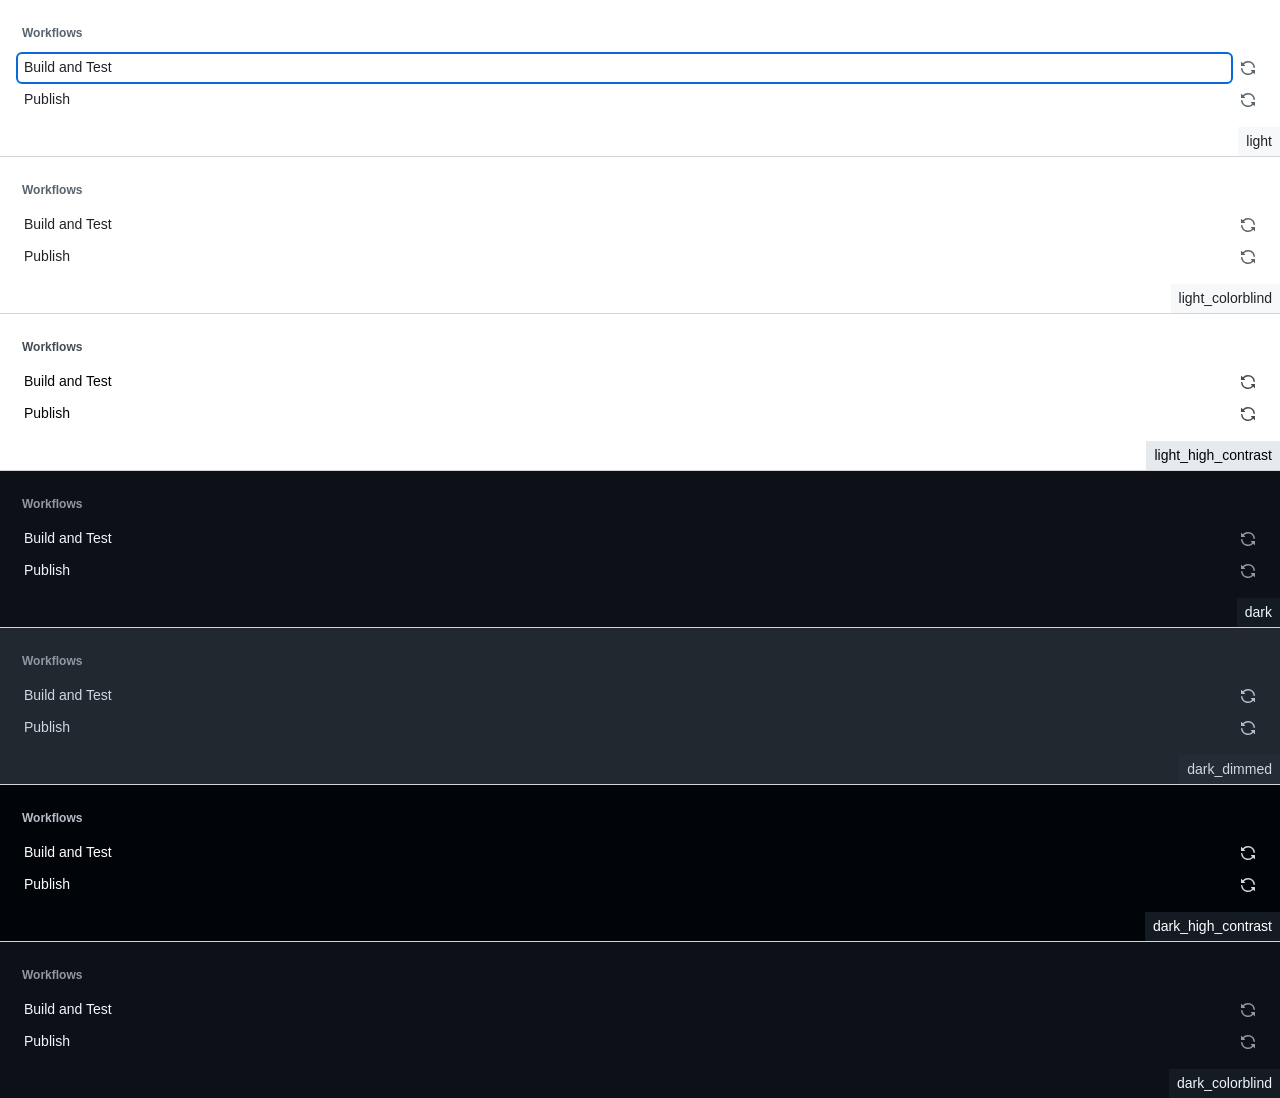 Workflows
Build and Test
Publish
light
Workflows
Build and Test
Publish
light_colorblind
Workflows
Build and Test
Publish
light_high_contrast
Workflows
Build and Test
Publish
dark
Workflows
Build and Test
Publish
dark_dimmed
Workflows
Build and Test
Publish
dark_high_contrast
Workflows
Build and Test
Publish
dark_colorblind